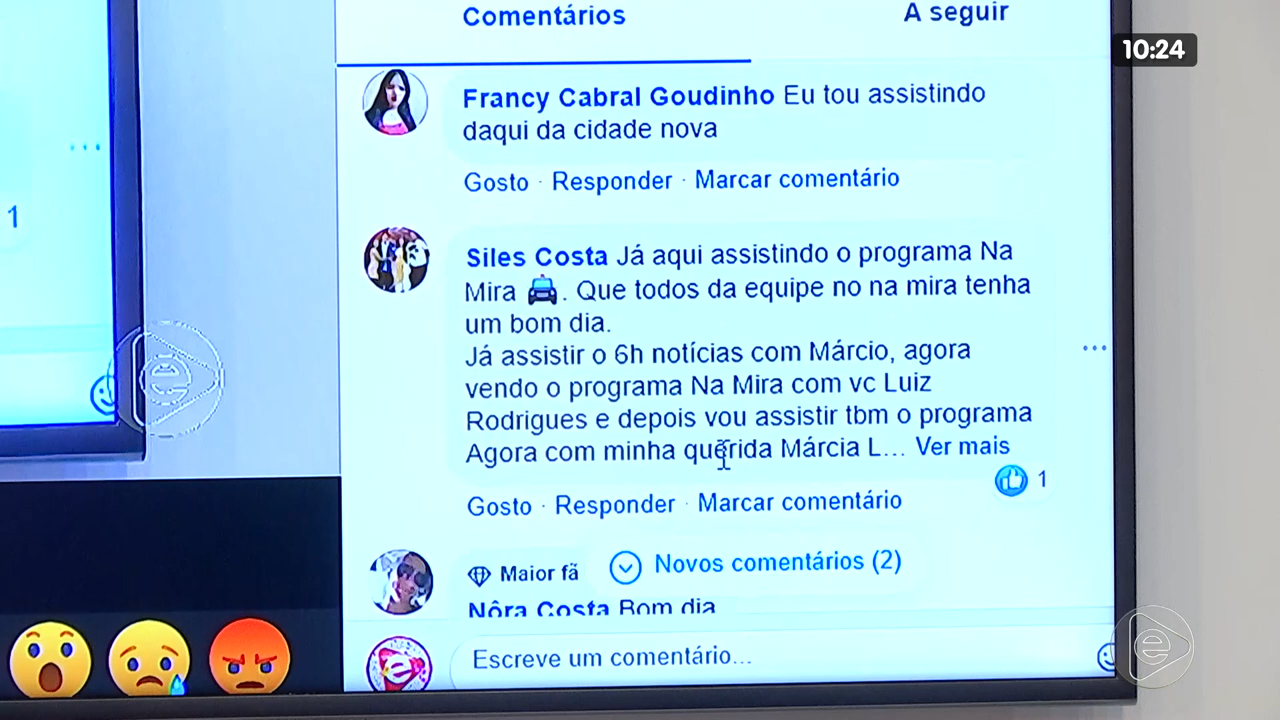 Comentários
A seguir
10:24
Francy Cabral Goudinho Eu tou assistindo
daqui da cidade nova
Gosto · Responder · Marcar comentário
1
Siles Costa Já aqui assistindo o programa Na
Mira 🚔. Que todos da equipe no na mira tenha
um bom dia.
Já assistir o 6h notícias com Márcio, agora
vendo o programa Na Mira com vc Luiz
Rodrigues e depois vou assistir tbm o programa
Agora com minha querida Márcia L... Ver mais
1
Gosto · Responder · Marcar comentário
Maior fã
Novos comentários (2)
Nôra Costa Bom dia
Escreve um comentário...
e
e
e